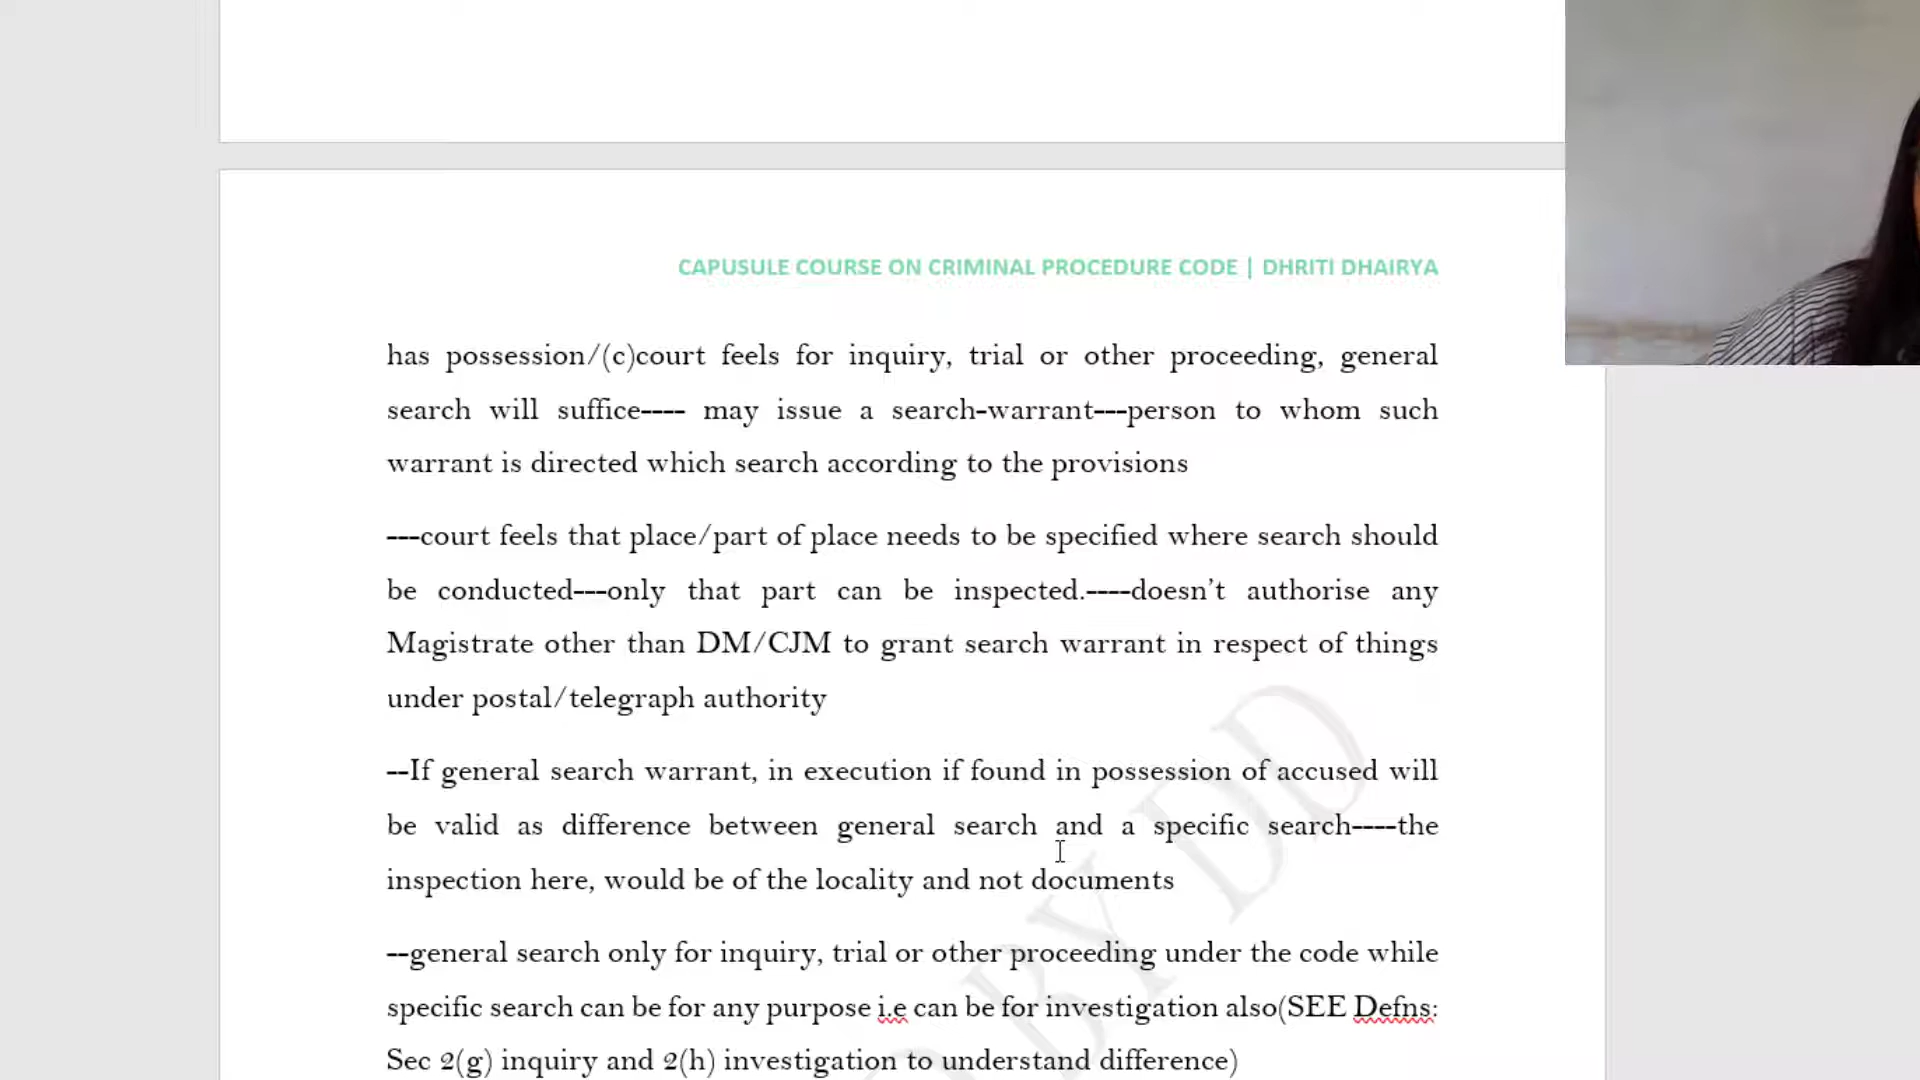 CAPUSULE COURSE ON CRIMINAL PROCEDURE CODE | DHRITI DHAIRYA
has possession/(c)court feels for inquiry, trial or other proceeding, general
search will suffice---- may issue a search-warrant---person to whom such
warrant is directed which search according to the provisions
---court feels that place/part of place needs to be specified where search should
be conducted---only that part can be inspected.----doesn’t authorise any
Magistrate other than DM/CJM to grant search warrant in respect of things
under postal/telegraph authority
--If general search warrant, in execution if found in possession of accused will
be valid as difference between general search and a specific search----the
inspection here, would be of the locality and not documents
--general search only for inquiry, trial or other proceeding under the code while
specific search can be for any purpose i.e can be for investigation also(SEE Defns:
Sec 2(g) inquiry and 2(h) investigation to understand difference)
BY DD